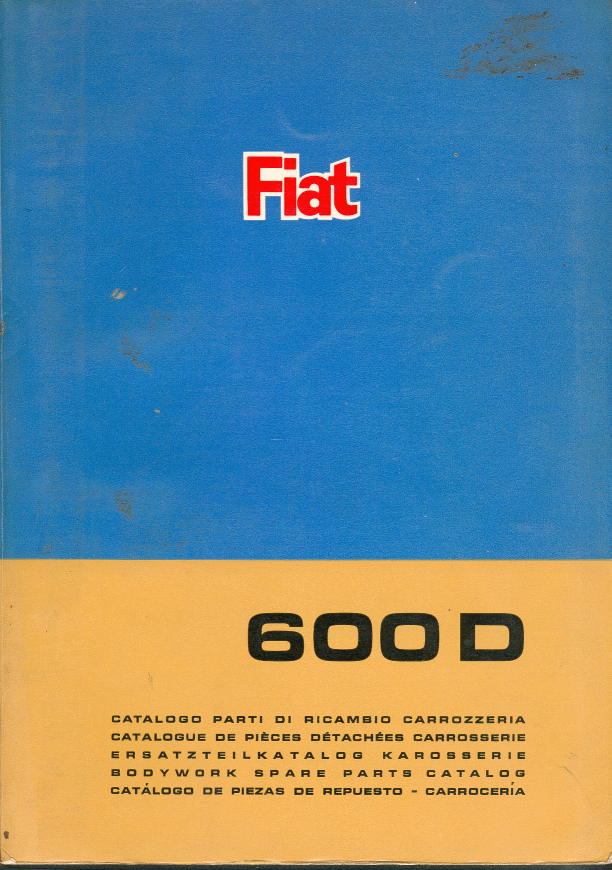 Fiat
600 D
CATALOGO PARTI DI RICAMBIO CARROZZERIA
CATALOGUE DE PIÈCES DÉTACHÉES CARROSSERIE
ERSATZTEILKATALOG KAROSSERIE
BODYWORK SPARE PARTS CATALOG
CATÁLOGO DE PIEZAS DE REPUESTO - CARROCERÍA